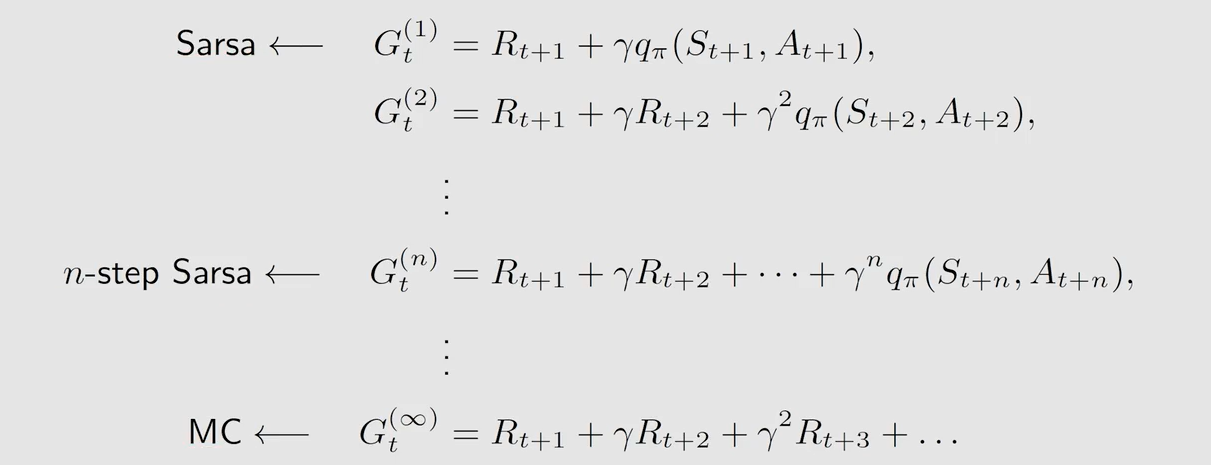 Sarsa ⟵ G_t^{(1)} = R_{t+1} + γq_π(S_{t+1}, A_{t+1}),
G_t^{(2)} = R_{t+1} + γR_{t+2} + γ^2 q_π(S_{t+2}, A_{t+2}),
⋮
n-step Sarsa ⟵ G_t^{(n)} = R_{t+1} + γR_{t+2} + ⋯ + γ^n q_π(S_{t+n}, A_{t+n}),
⋮
MC ⟵ G_t^{(∞)} = R_{t+1} + γR_{t+2} + γ^2 R_{t+3} + …